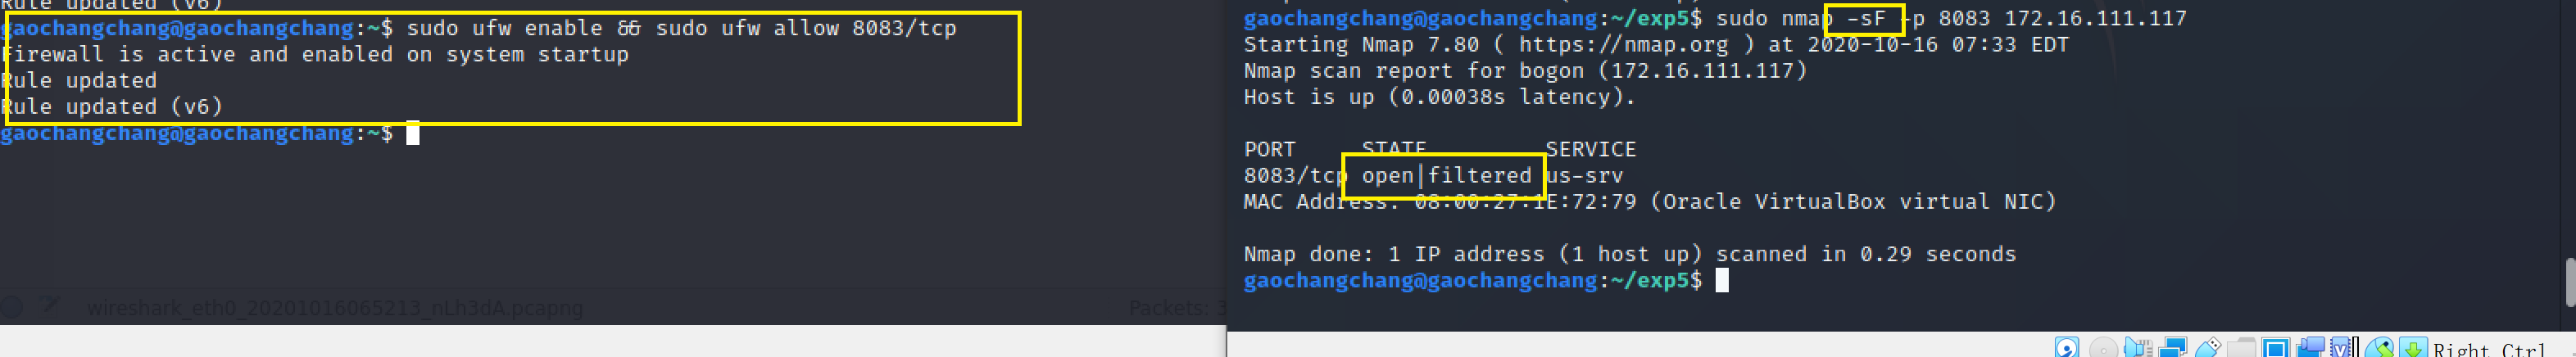 Rule updated (v6)
gaochangchang@gaochangchang:~$ sudo ufw enable && sudo ufw allow 8083/tcp
Firewall is active and enabled on system startup
Rule updated
Rule updated (v6)
gaochangchang@gaochangchang:~$
wireshark_eth0_20201016065213_nLh3dA.pcapng
Packets: 3
gaochangchang@gaochangchang:~/exp5$ sudo nmap -sF -p 8083 172.16.111.117
Starting Nmap 7.80 ( https://nmap.org ) at 2020-10-16 07:33 EDT
Nmap scan report for bogon (172.16.111.117)
Host is up (0.00038s latency).
PORT STATE SERVICE
8083/tcp open|filtered us-srv
MAC Address: 08:00:27:1E:72:79 (Oracle VirtualBox virtual NIC)
Nmap done: 1 IP address (1 host up) scanned in 0.29 seconds
gaochangchang@gaochangchang:~/exp5$
Right Ctrl